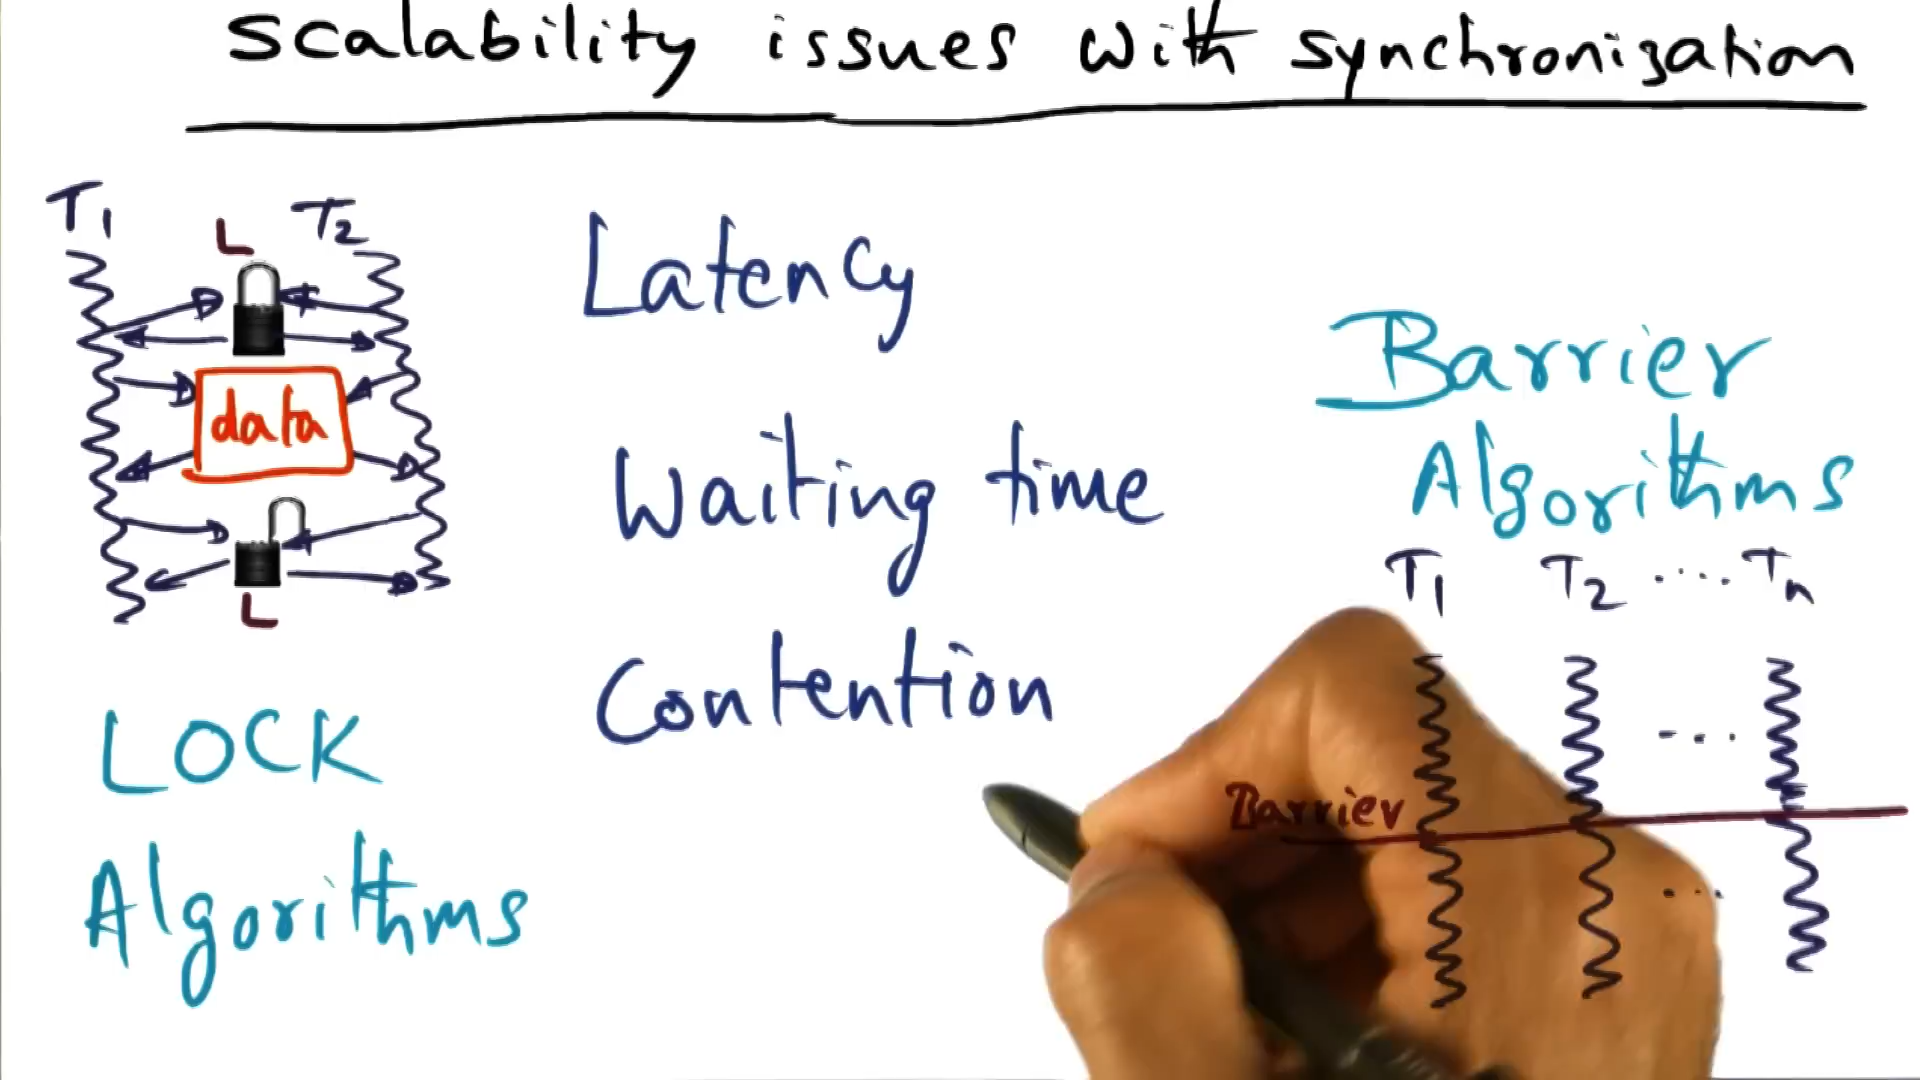 Scalability issues with synchronization
T1
L
T2
data
L
LOCK
Algorithms
Latency
Waiting time
Contention
Barrier
Algorithms
T1 T2 .... Tn
...
Barrier
...